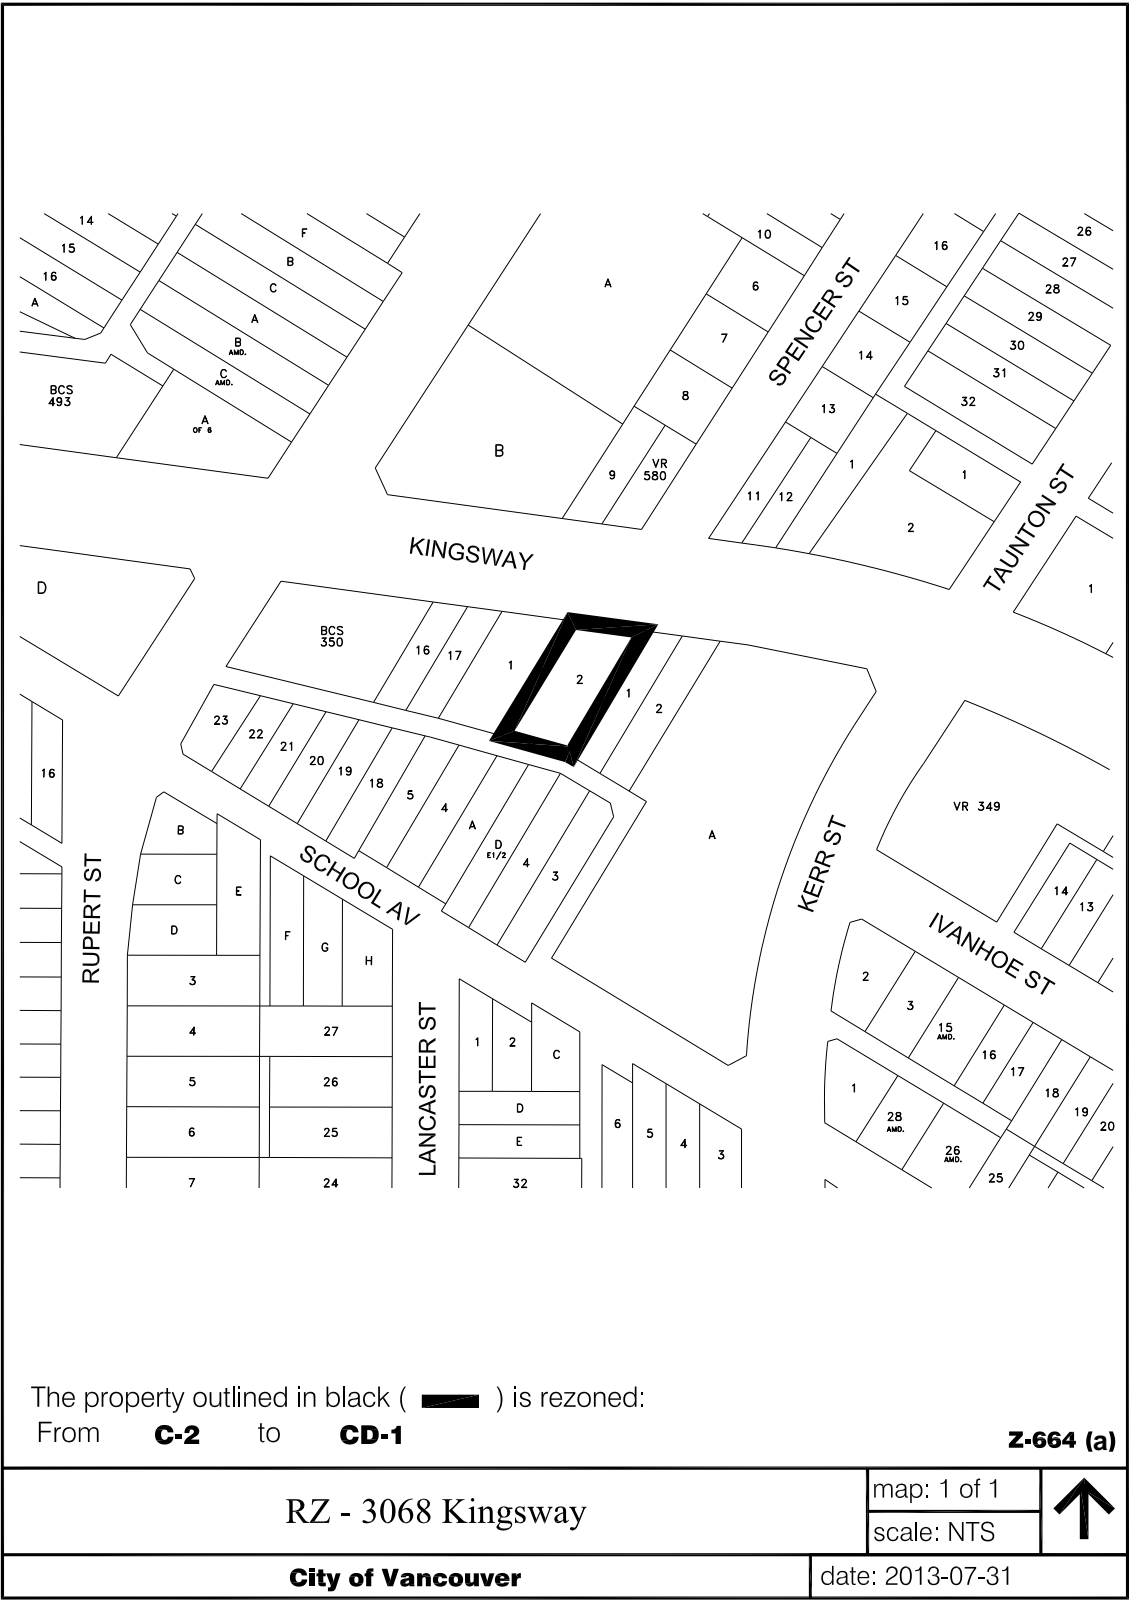 14
15
16
A
F
B
C
A
B
AMD.
C
AMD.
A
OF 6
BCS
493
A
B
10
6
7
8
9
VR
580
SPENCER ST
16
15
14
13
11
12
1
2
1
26
27
28
29
30
31
32
TAUNTON ST
1
KINGSWAY
D
BCS
350
16
17
1
2
1
2
A
23
22
21
20
19
18
5
4
A
D
E1/2
4
3
SCHOOL AV
16
RUPERT ST
B
C
D
E
3
4
5
6
7
F
G
H
27
26
25
24
LANCASTER ST
1
2
C
D
E
32
6
5
4
3
KERR ST
VR 349
14
13
IVANHOE ST
2
3
15
AMD.
16
17
18
19
20
1
28
AMD.
26
AMD.
25
The property outlined in black ( ) is rezoned:
From C-2 to CD-1
Z-664 (a)
RZ - 3068 Kingsway
map: 1 of 1
scale: NTS
City of Vancouver
date: 2013-07-31